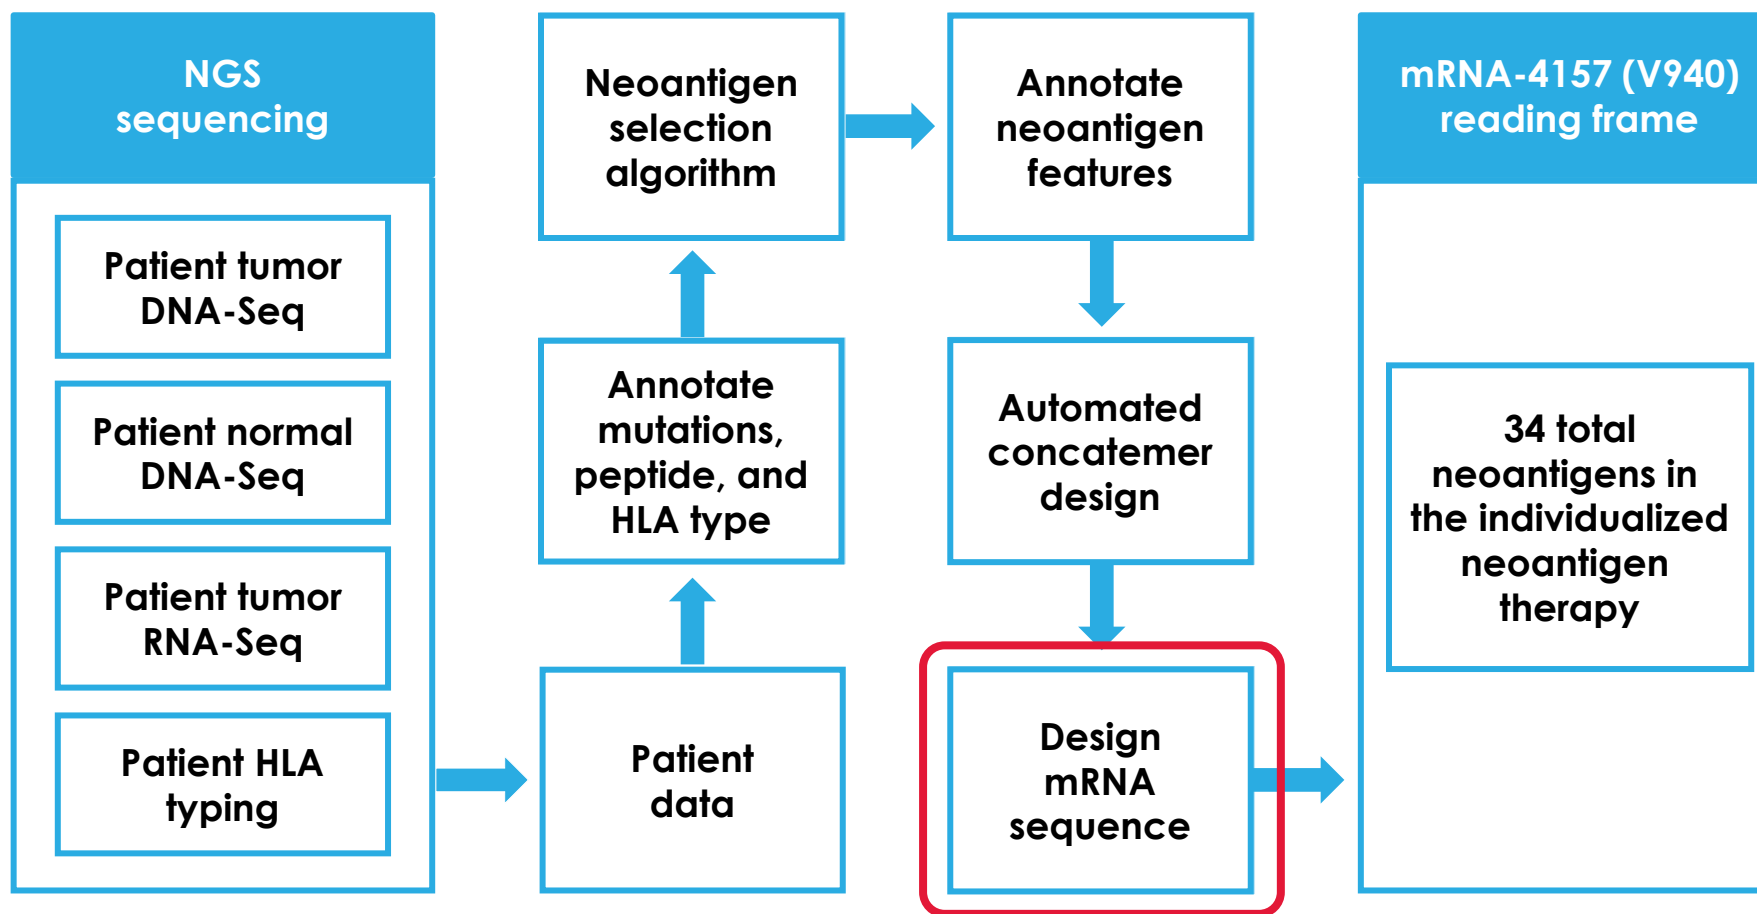 NGS
sequencing
Patient tumor
DNA-Seq
Patient normal
DNA-Seq
Patient tumor
RNA-Seq
Patient HLA
typing
Patient
data
Annotate
mutations,
peptide, and
HLA type
Neoantigen
selection
algorithm
Annotate
neoantigen
features
Automated
concatemer
design
Design
mRNA
sequence
mRNA-4157 (V940)
reading frame
34 total
neoantigens in
the individualized
neoantigen
therapy